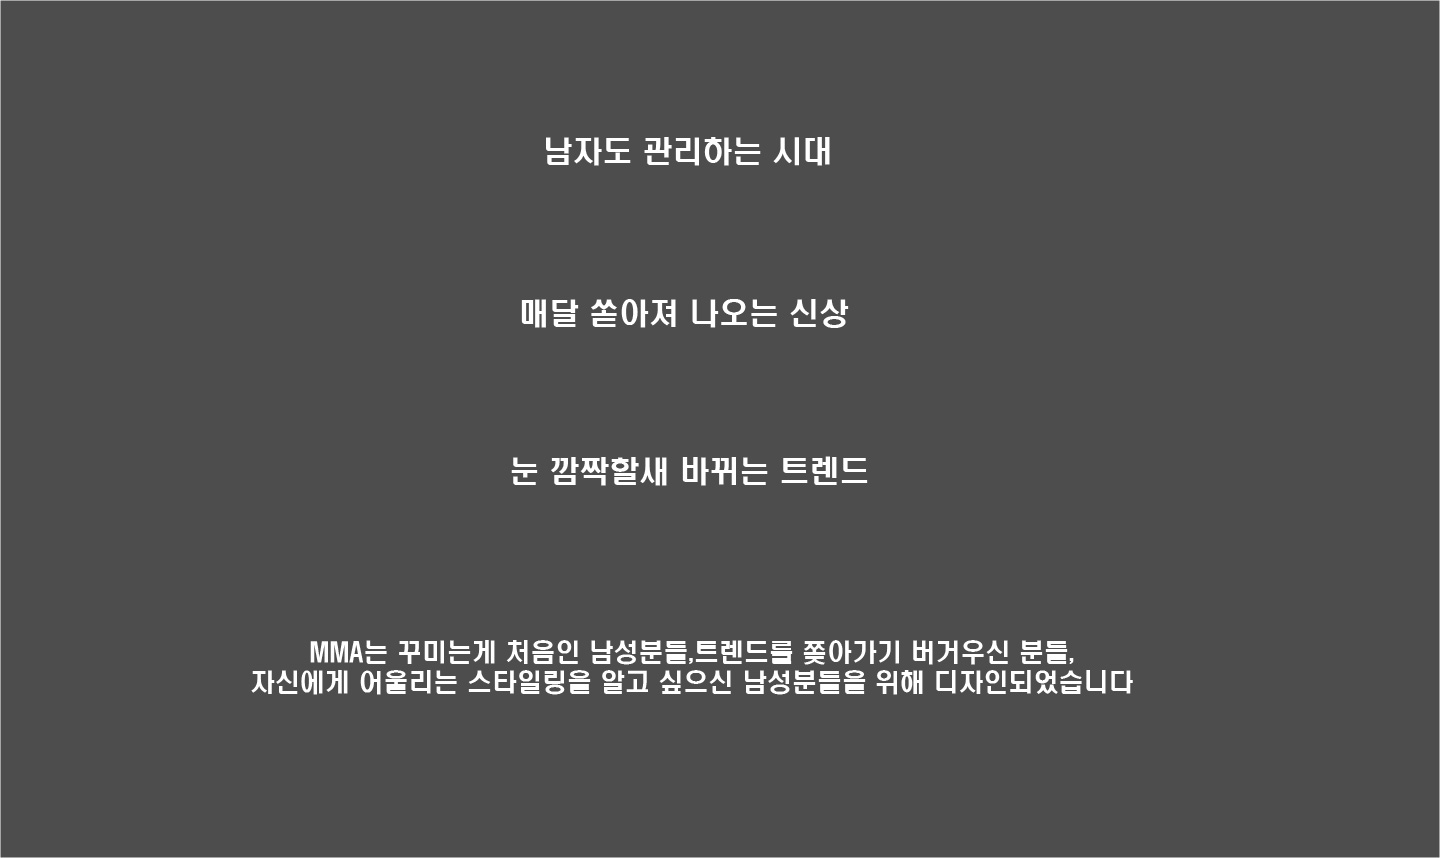 남자도 관리하는 시대
매달 쏟아져 나오는 신상
눈 깜짝할새 바뀌는 트렌드
MMA는 꾸미는게 처음인 남성분들,트렌드를 쫒아가기 버거우신 분들,
자신에게 어울리는 스타일링을 알고 싶으신 남성분들을 위해 디자인되었습니다